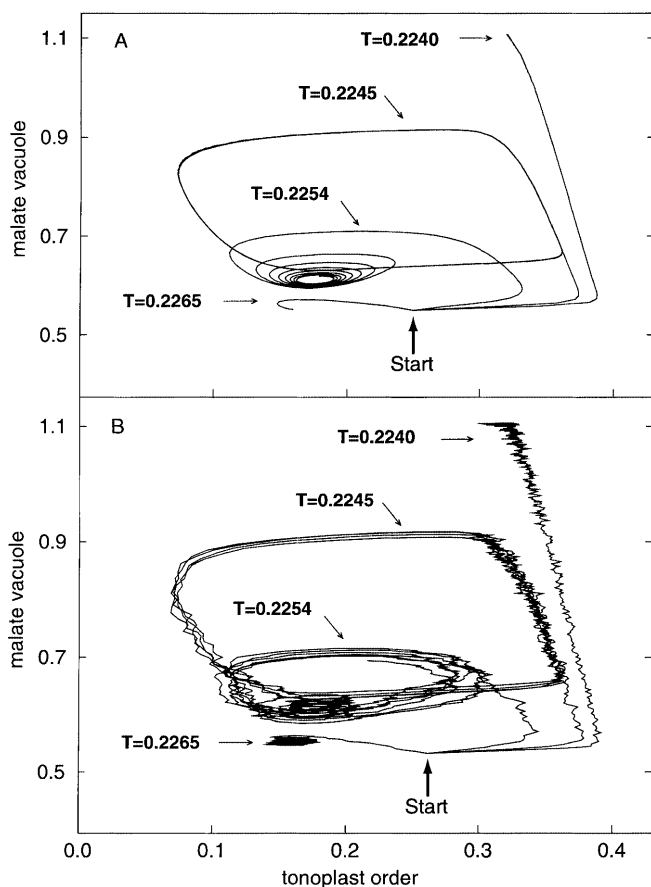 A
T=0.2240
1.1
T=0.2245
0.9
malate vacuole
T=0.2254
0.7
T=0.2265
0.5
Start
B
1.1
T=0.2240
T=0.2245
0.9
malate vacuole
T=0.2254
0.7
T=0.2265
0.5
Start
0.0 0.1 0.2 0.3 0.4
tonoplast order